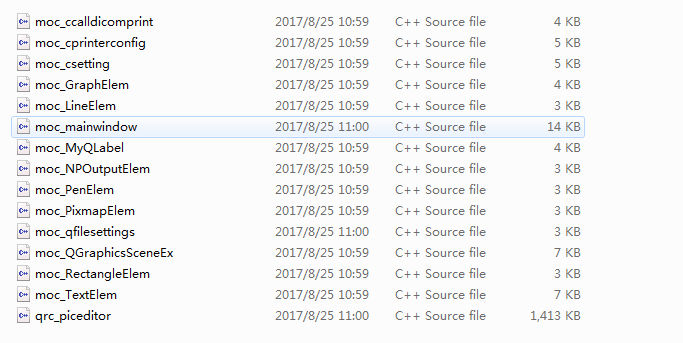 moc_ccalldicomprint 2017/8/25 10:59 C++ Source file 4 KB
moc_cprinterconfig 2017/8/25 10:59 C++ Source file 5 KB
moc_csetting 2017/8/25 10:59 C++ Source file 5 KB
moc_GraphElem 2017/8/25 10:59 C++ Source file 4 KB
moc_LineElem 2017/8/25 10:59 C++ Source file 3 KB
moc_mainwindow 2017/8/25 11:00 C++ Source file 14 KB
moc_MyQLabel 2017/8/25 10:59 C++ Source file 4 KB
moc_NPOutputElem 2017/8/25 10:59 C++ Source file 3 KB
moc_PenElem 2017/8/25 10:59 C++ Source file 3 KB
moc_PixmapElem 2017/8/25 10:59 C++ Source file 3 KB
moc_qfilesettings 2017/8/25 11:00 C++ Source file 3 KB
moc_QGraphicsSceneEx 2017/8/25 10:59 C++ Source file 7 KB
moc_RectangleElem 2017/8/25 10:59 C++ Source file 3 KB
moc_TextElem 2017/8/25 10:59 C++ Source file 7 KB
qrc_piceditor 2017/8/25 11:00 C++ Source file 1,413 KB